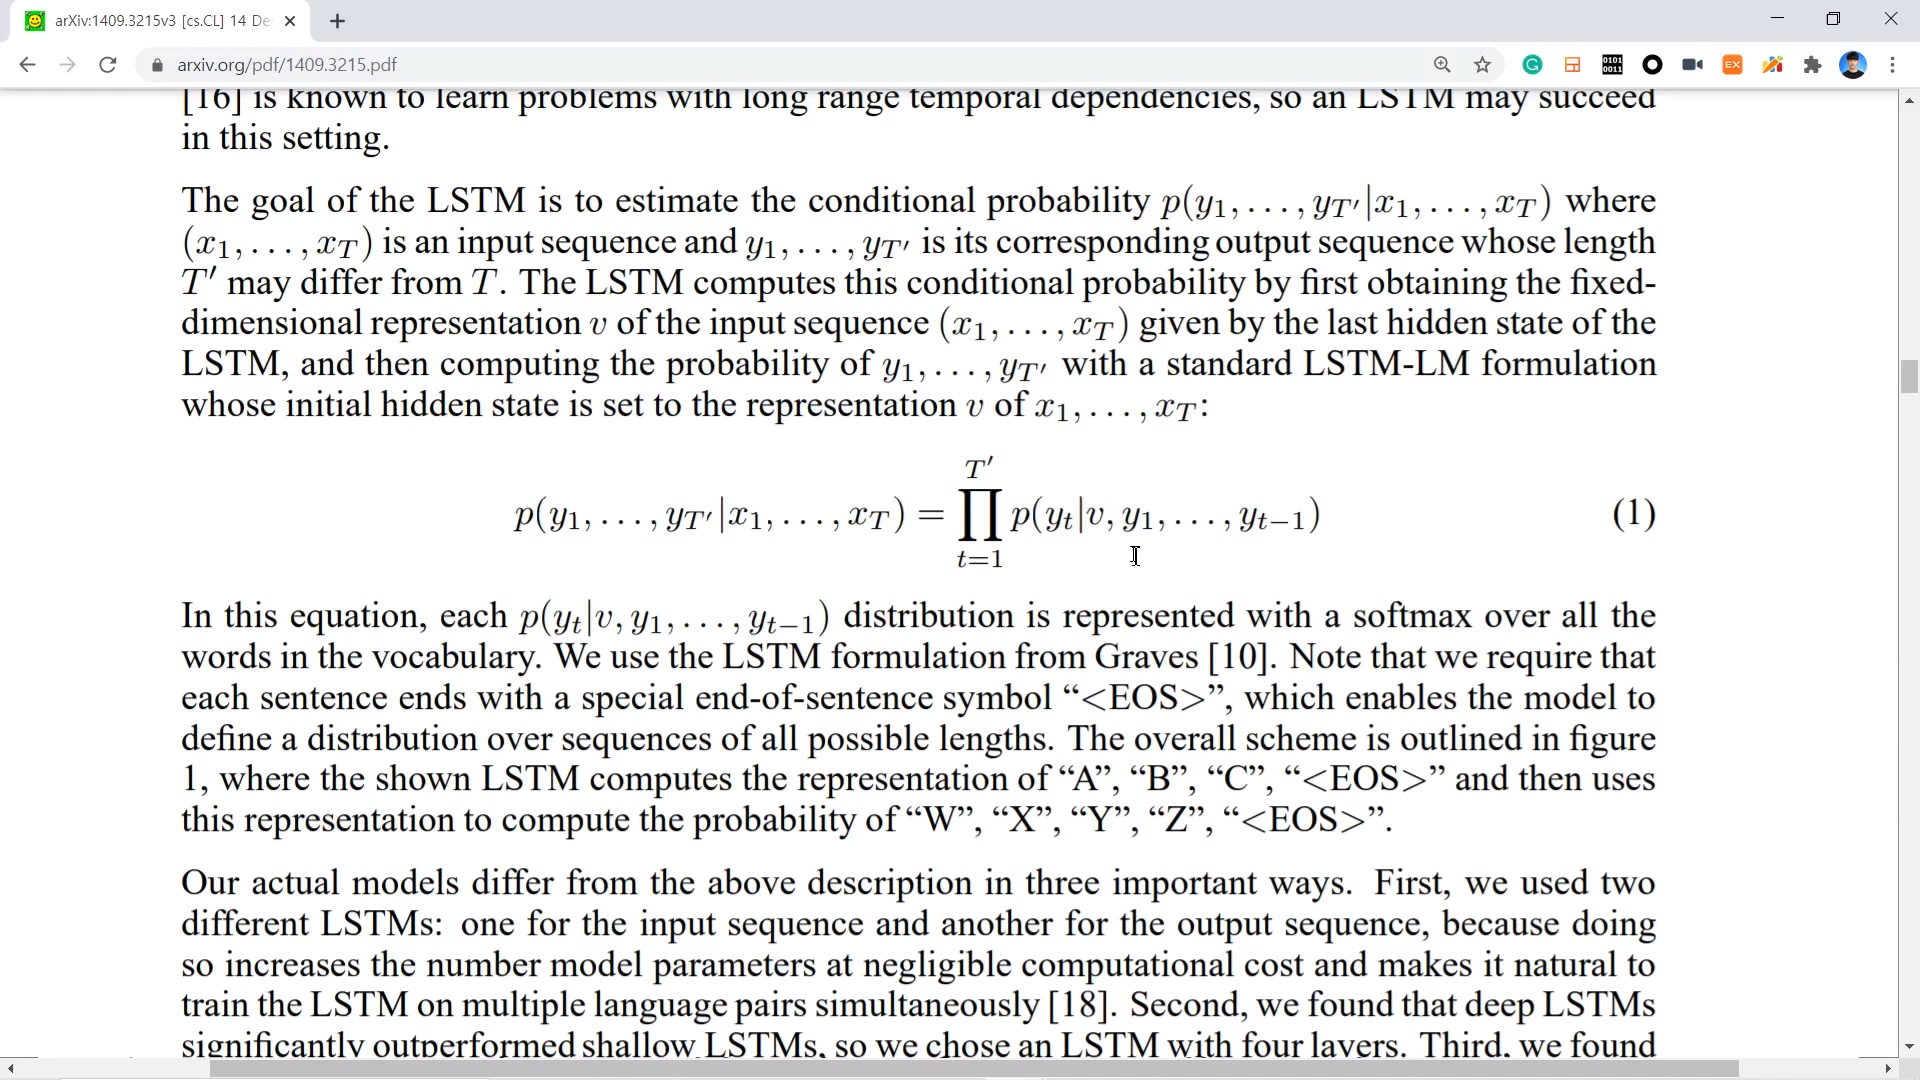 arXiv:1409.3215v3 [cs.CL] 14 De
arxiv.org/pdf/1409.3215.pdf
[16] is known to learn problems with long range temporal dependencies, so an LSTM may succeed
in this setting.
The goal of the LSTM is to estimate the conditional probability p(y₁, . . . , y_T′|x₁, . . . , x_T) where
(x₁, . . . , x_T) is an input sequence and y₁, . . . , y_T′ is its corresponding output sequence whose length
T′ may differ from T. The LSTM computes this conditional probability by first obtaining the fixed-
dimensional representation v of the input sequence (x₁, . . . , x_T) given by the last hidden state of the
LSTM, and then computing the probability of y₁, . . . , y_T′ with a standard LSTM-LM formulation
whose initial hidden state is set to the representation v of x₁, . . . , x_T:
p(y₁, . . . , y_T′|x₁, . . . , x_T) = ∏_{t=1}^{T′} p(y_t|v, y₁, . . . , y_{t−1}) (1)
In this equation, each p(y_t|v, y₁, . . . , y_{t−1}) distribution is represented with a softmax over all the
words in the vocabulary. We use the LSTM formulation from Graves [10]. Note that we require that
each sentence ends with a special end-of-sentence symbol “<EOS>”, which enables the model to
define a distribution over sequences of all possible lengths. The overall scheme is outlined in figure
1, where the shown LSTM computes the representation of “A”, “B”, “C”, “<EOS>” and then uses
this representation to compute the probability of “W”, “X”, “Y”, “Z”, “<EOS>”.
Our actual models differ from the above description in three important ways. First, we used two
different LSTMs: one for the input sequence and another for the output sequence, because doing
so increases the number model parameters at negligible computational cost and makes it natural to
train the LSTM on multiple language pairs simultaneously [18]. Second, we found that deep LSTMs
significantly outperformed shallow LSTMs, so we chose an LSTM with four layers. Third, we found